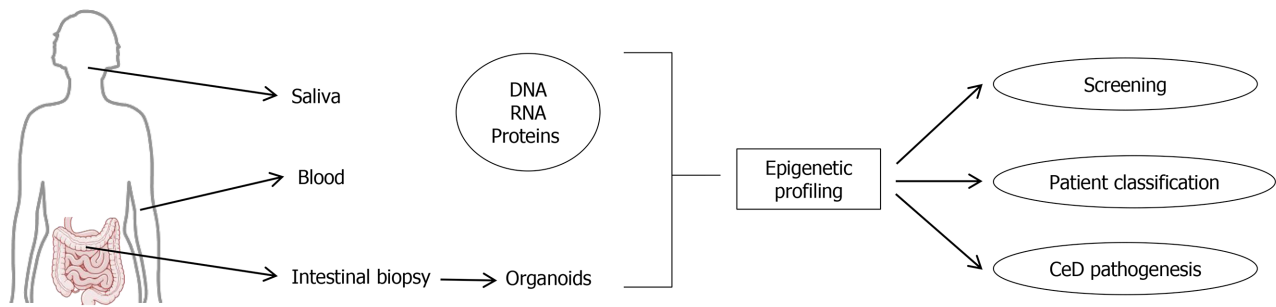 Saliva
Blood
Intestinal biopsy
Organoids
DNA
RNA
Proteins
Epigenetic
profiling
Screening
Patient classification
CeD pathogenesis